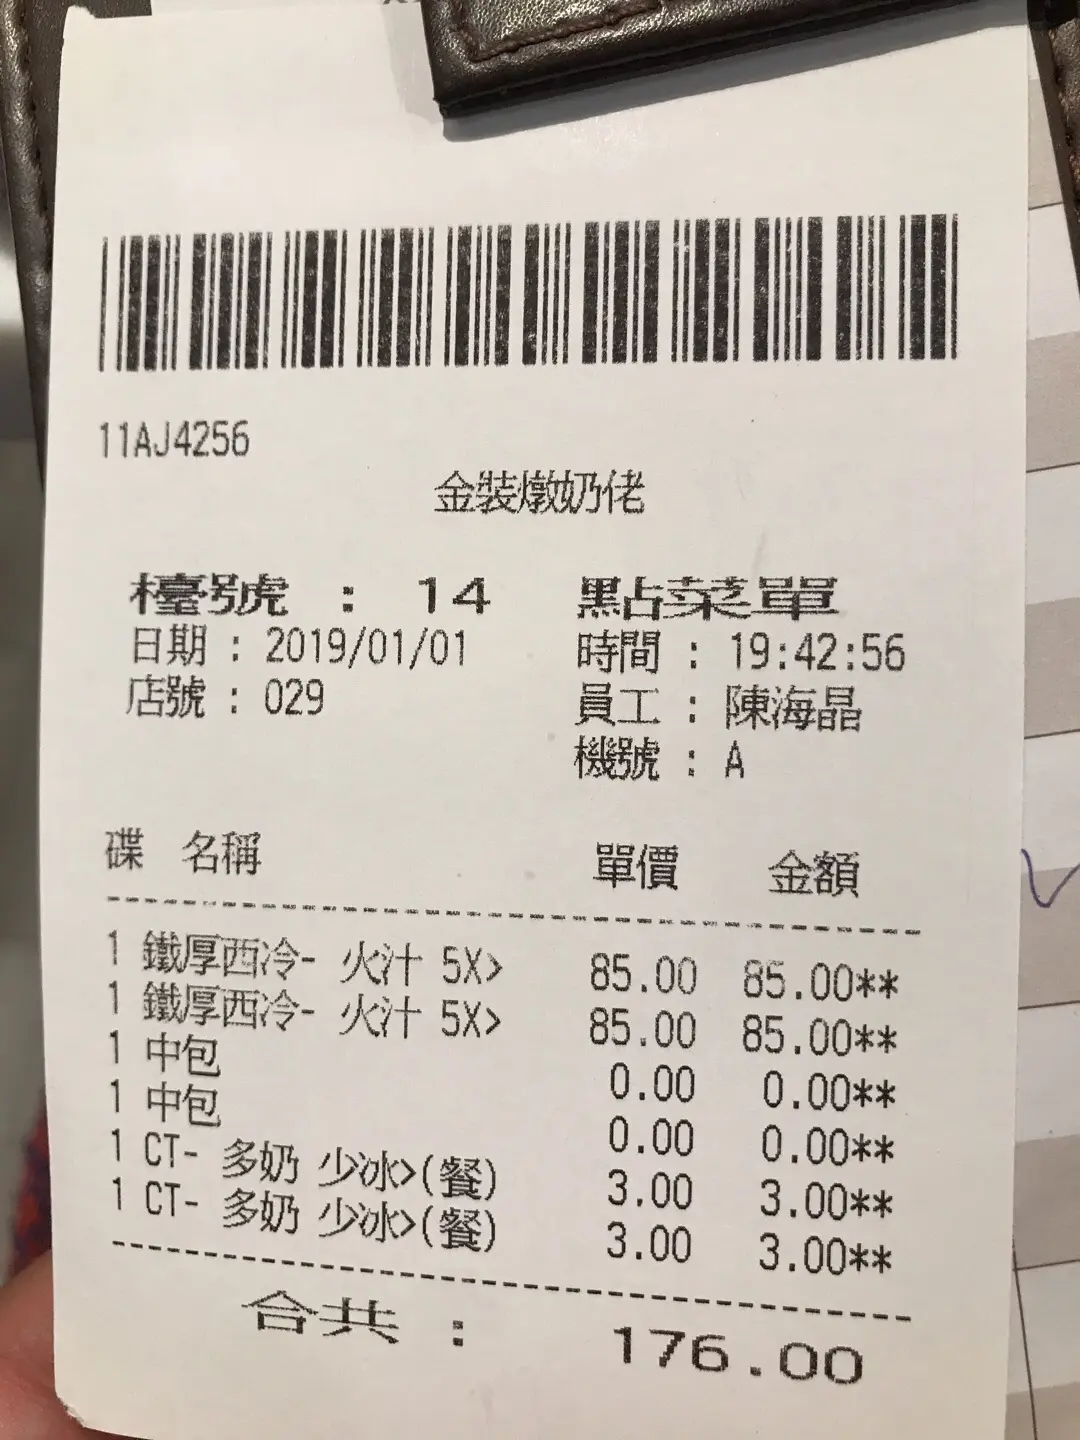 11AJ4256
金裝燉奶佬
檯號 : 14 點菜單
日期 : 2019/01/01 時間 : 19:42:56
店號 : 029 員工 : 陳海晶
機號 : A
碟 名稱 單價 金額
1 鐵厚西冷- 火汁 5X> 85.00 85.00**
1 鐵厚西冷- 火汁 5X> 85.00 85.00**
1 中包 0.00 0.00**
1 中包 0.00 0.00**
1 CT- 多奶 少冰>(餐) 3.00 3.00**
1 CT- 多奶 少冰>(餐) 3.00 3.00**
合共 : 176.00